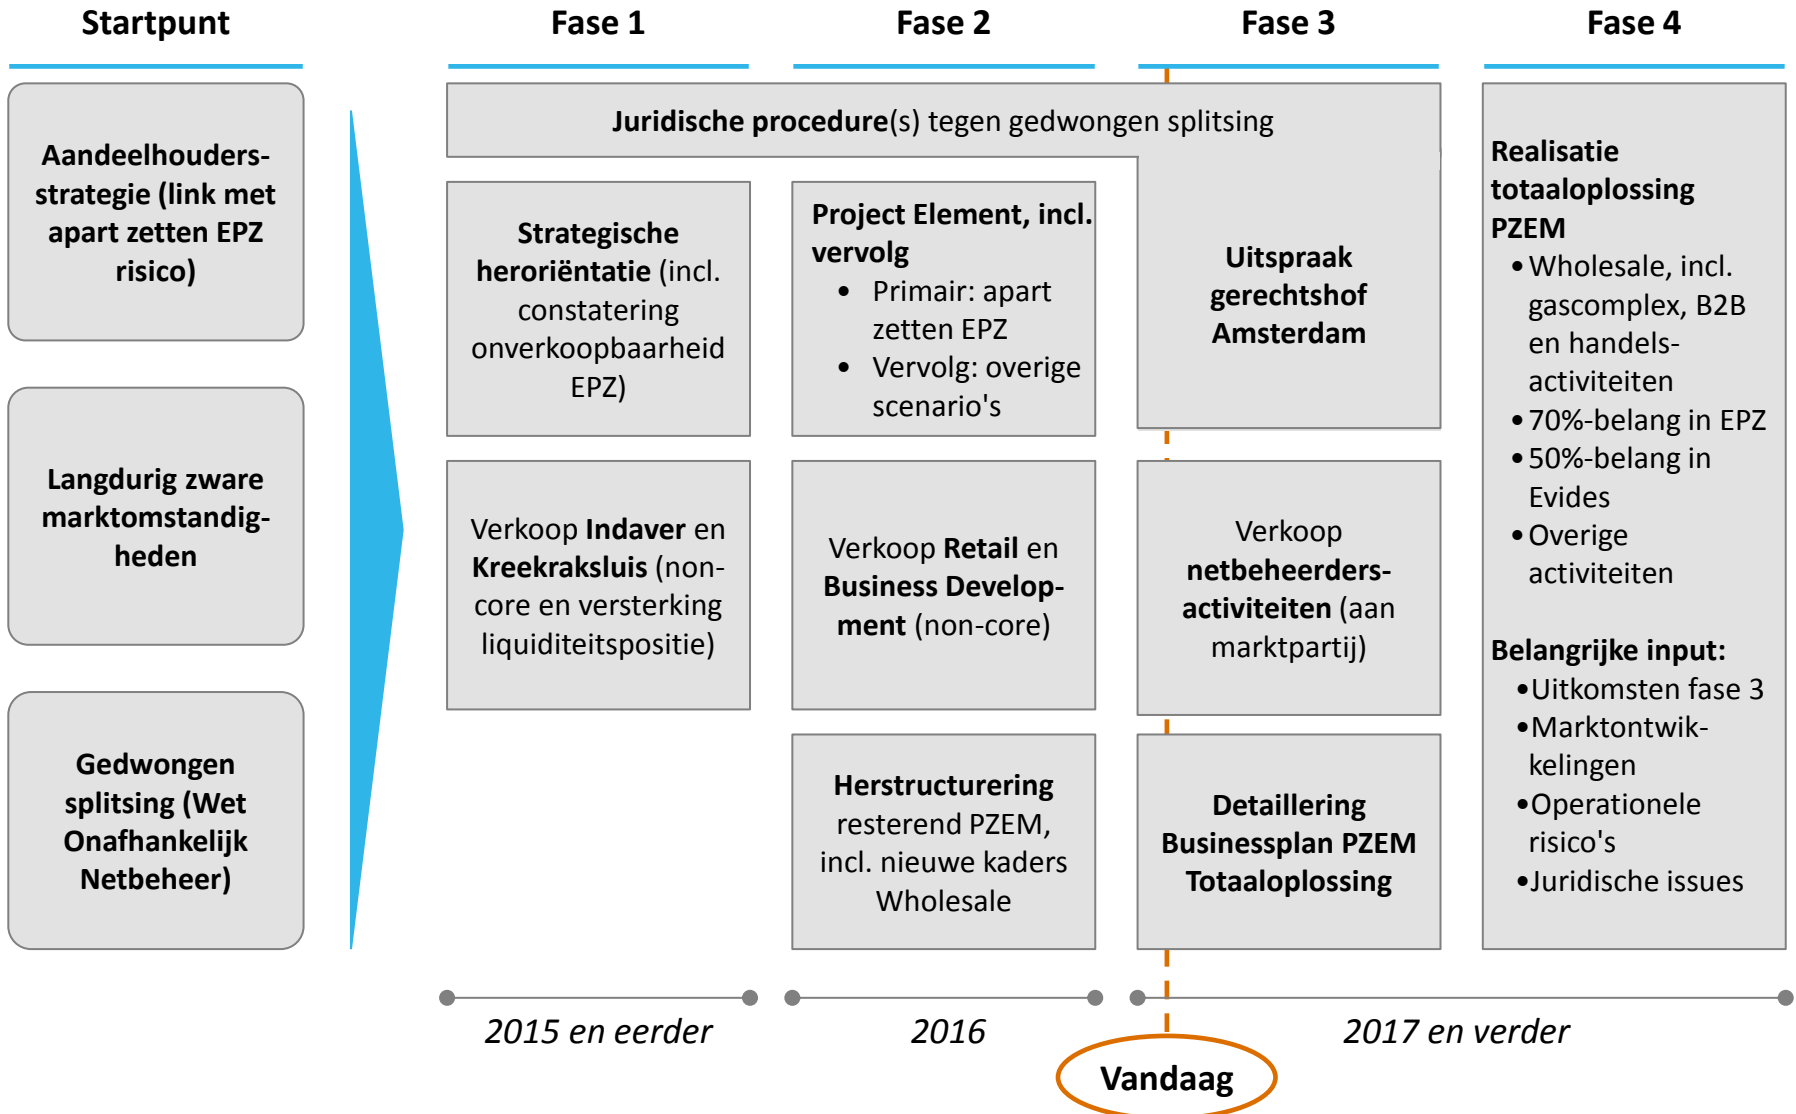 Startpunt
Fase 1
Fase 2
Fase 3
Fase 4
Aandeelhouders-
strategie (link met
apart zetten EPZ
risico)
Langdurig zware
marktomstandig-
heden
Gedwongen
splitsing (Wet
Onafhankelijk
Netbeheer)
Juridische procedure(s) tegen gedwongen splitsing
Strategische
heroriëntatie (incl.
constatering
onverkoopbaarheid
EPZ)
Verkoop Indaver en
Kreekraksluis (non-
core en versterking
liquiditeitspositie)
Project Element, incl.
vervolg
• Primair: apart
zetten EPZ
• Vervolg: overige
scenario's
Verkoop Retail en
Business Develop-
ment (non-core)
Herstructurering
resterend PZEM,
incl. nieuwe kaders
Wholesale
Uitspraak
gerechtshof
Amsterdam
Verkoop
netbeheerders-
activiteiten (aan
marktpartij)
Detaillering
Businessplan PZEM
Totaaloplossing
Realisatie
totaaloplossing
PZEM
• Wholesale, incl.
gascomplex, B2B
en handels-
activiteiten
• 70%-belang in EPZ
• 50%-belang in
Evides
• Overige
activiteiten
Belangrijke input:
• Uitkomsten fase 3
• Marktontwik-
kelingen
• Operationele
risico's
• Juridische issues
2015 en eerder
2016
2017 en verder
Vandaag